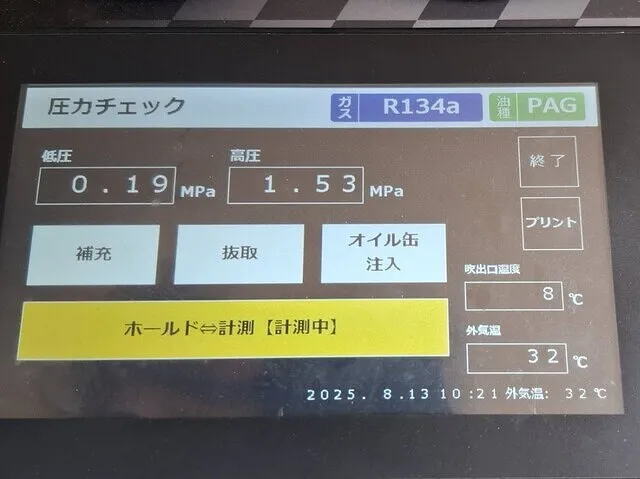 圧力チェック ガス R134a 油種 PAG
低圧 高圧 終了
0.19 MPa 1.53 MPa
プリント
補充 抜取 オイル缶
注入
吹出口温度
8 ℃
ホールド⇔計測【計測中】
外気温
32 ℃
2025. 8.13 10:21 外気温: 32℃